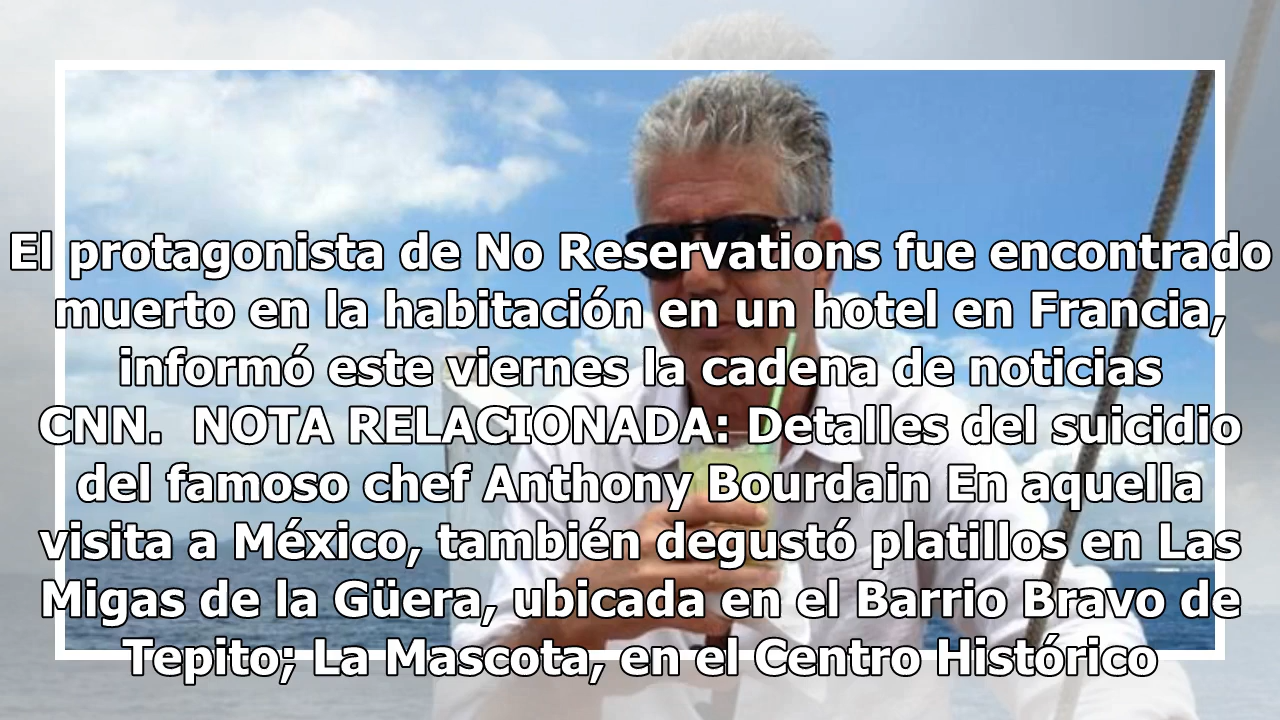 El protagonista de No Reservations fue encontrado
muerto en la habitación en un hotel en Francia,
informó este viernes la cadena de noticias
CNN.  NOTA RELACIONADA: Detalles del suicidio
del famoso chef Anthony Bourdain En aquella
visita a México, también degustó platillos en Las
Migas de la Güera, ubicada en el Barrio Bravo de
Tepito; La Mascota, en el Centro Histórico